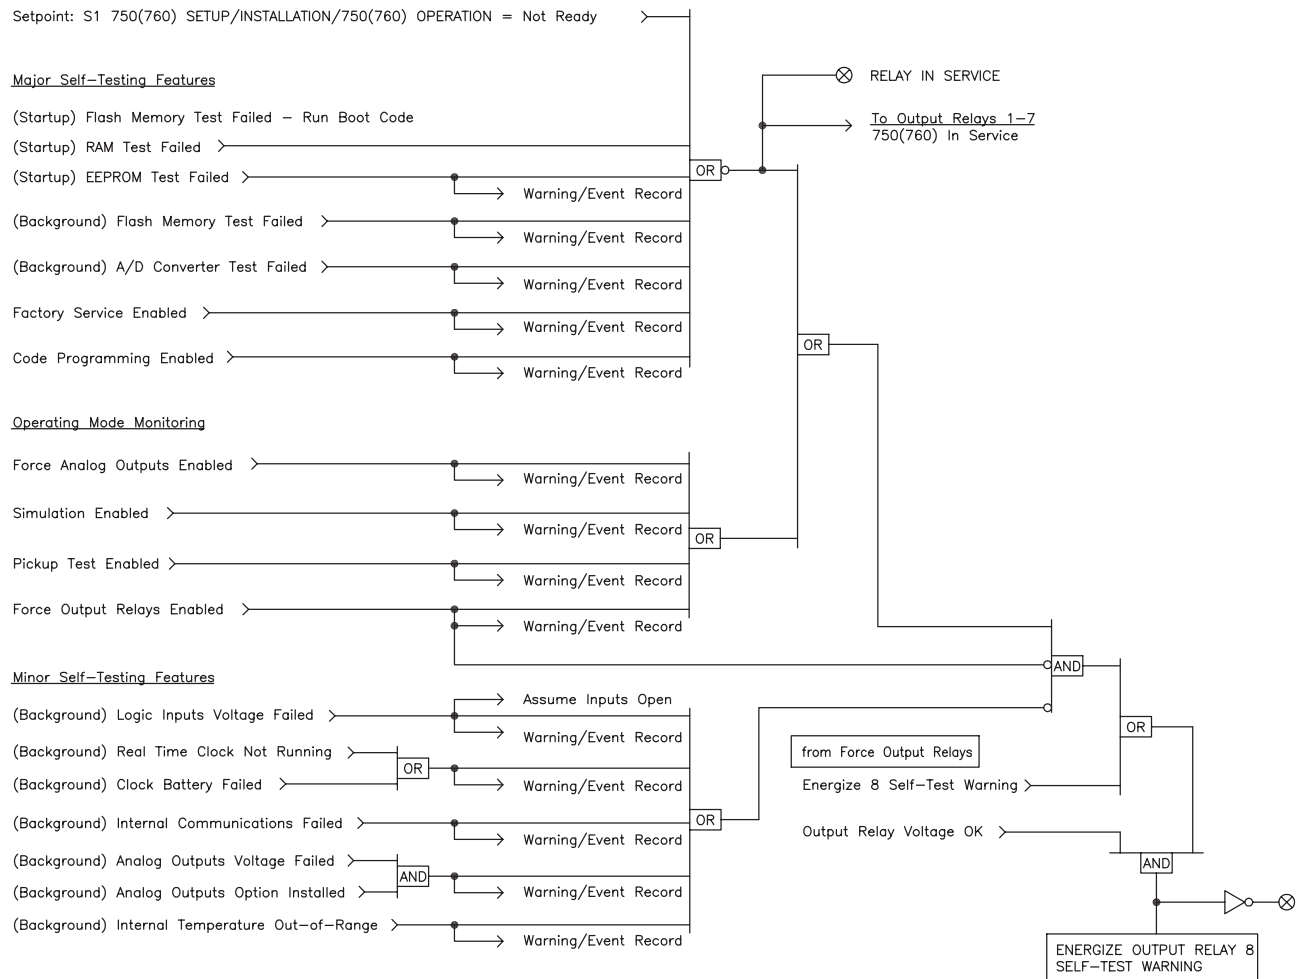 Setpoint: S1 750(760) SETUP/INSTALLATION/750(760) OPERATION = Not Ready
RELAY IN SERVICE
Major Self-Testing Features
(Startup) Flash Memory Test Failed - Run Boot Code
To Output Relays 1-7
750(760) In Service
(Startup) RAM Test Failed
OR
(Startup) EEPROM Test Failed
Warning/Event Record
(Background) Flash Memory Test Failed
Warning/Event Record
(Background) A/D Converter Test Failed
Warning/Event Record
Factory Service Enabled
Warning/Event Record
OR
Code Programming Enabled
Warning/Event Record
Operating Mode Monitoring
Force Analog Outputs Enabled
Warning/Event Record
Simulation Enabled
Warning/Event Record
OR
Pickup Test Enabled
Warning/Event Record
Force Output Relays Enabled
Warning/Event Record
AND
Minor Self-Testing Features
Assume Inputs Open
(Background) Logic Inputs Voltage Failed
Warning/Event Record
OR
(Background) Real Time Clock Not Running
from Force Output Relays
OR
(Background) Clock Battery Failed
Warning/Event Record
Energize 8 Self-Test Warning
OR
(Background) Internal Communications Failed
Warning/Event Record
Output Relay Voltage OK
(Background) Analog Outputs Voltage Failed
AND
AND
(Background) Analog Outputs Option Installed
Warning/Event Record
(Background) Internal Temperature Out-of-Range
Warning/Event Record
ENERGIZE OUTPUT RELAY 8
SELF-TEST WARNING